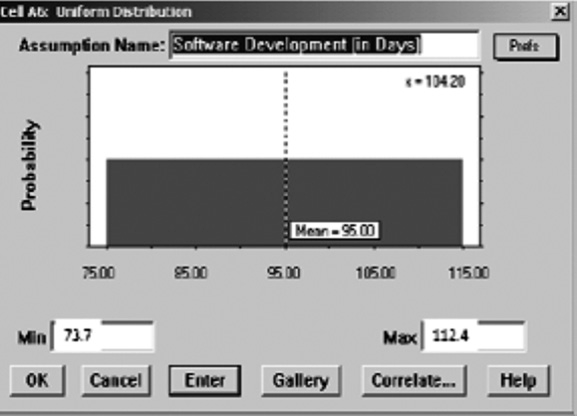 Cell A6: Uniform Distribution
Assumption Name: Software Development (in Days) Prefs
x = 104.20
Probability
Mean = 95.00
75.00 85.00 95.00 105.00 115.00
Min 73.7 Max 112.4
OK Cancel Enter Gallery Correlate... Help